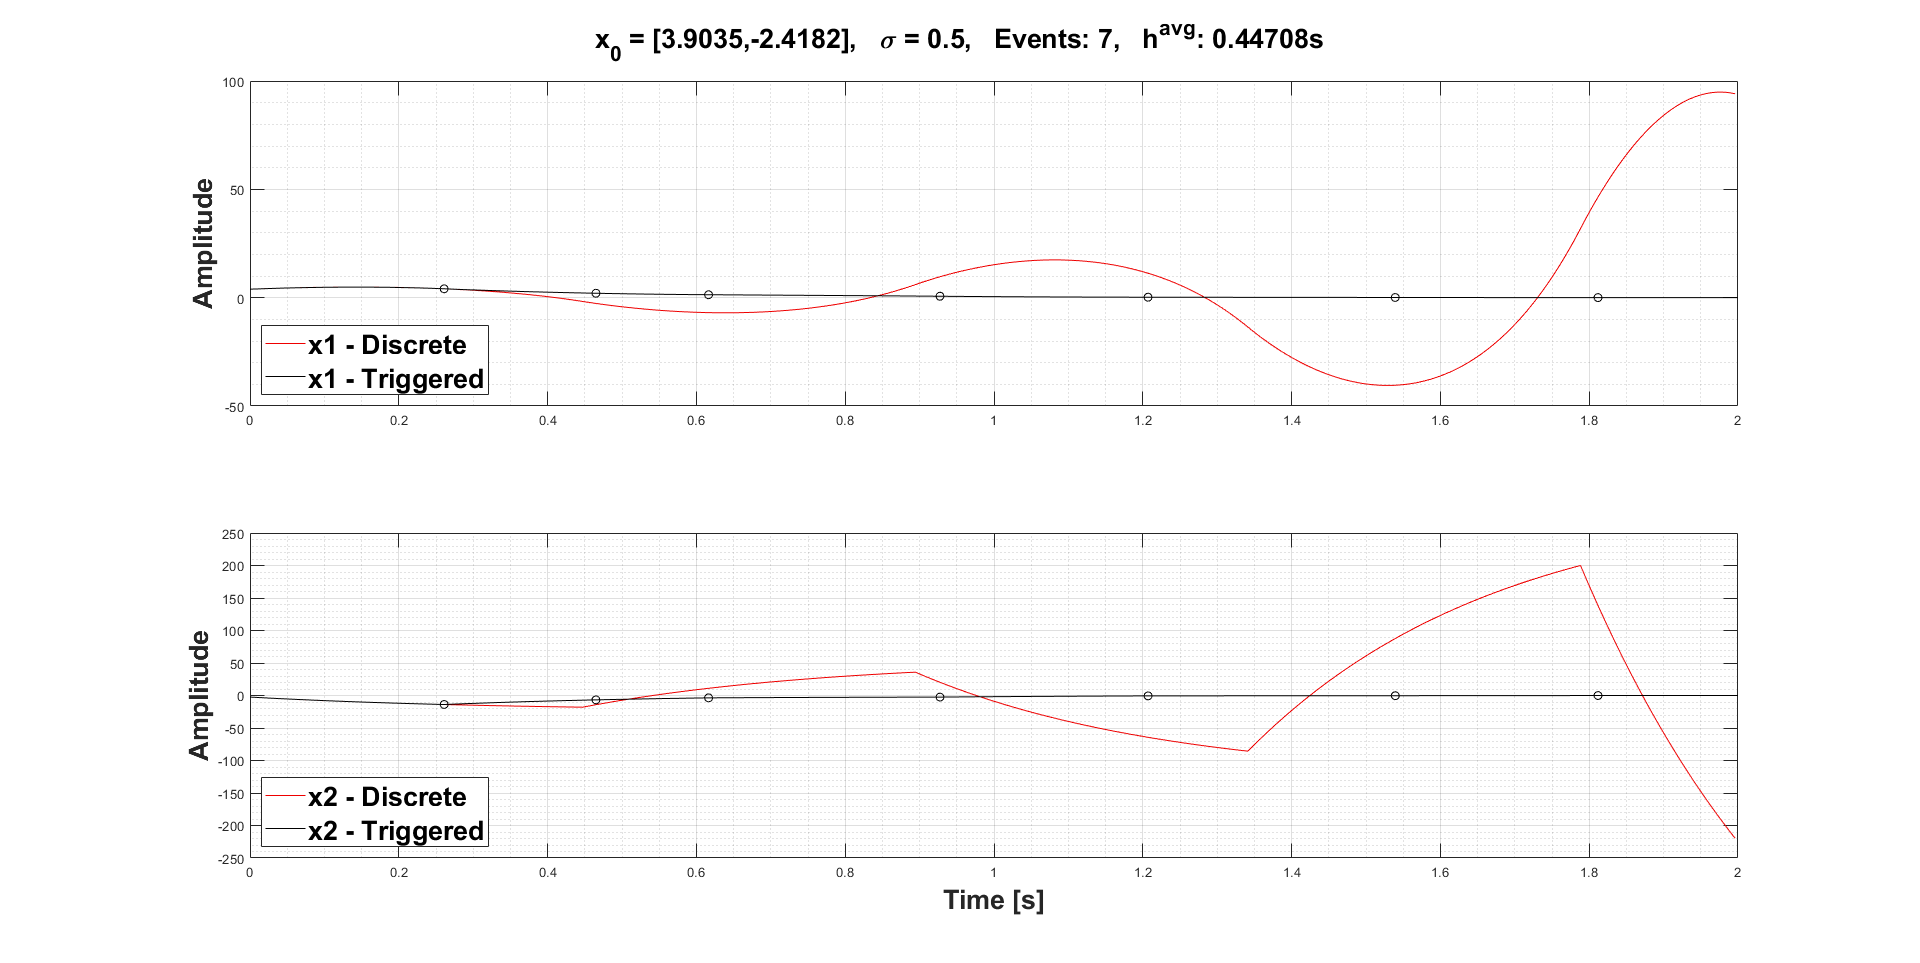 x0 = [3.9035,-2.4182], σ = 0.5, Events: 7, h^avg: 0.44708s
100
50
0
-50
Amplitude
x1 - Discrete
x1 - Triggered
0 0.2 0.4 0.6 0.8 1 1.2 1.4 1.6 1.8 2
250
200
150
100
50
0
-50
-100
-150
-200
-250
Amplitude
x2 - Discrete
x2 - Triggered
0 0.2 0.4 0.6 0.8 1 1.2 1.4 1.6 1.8 2
Time [s]